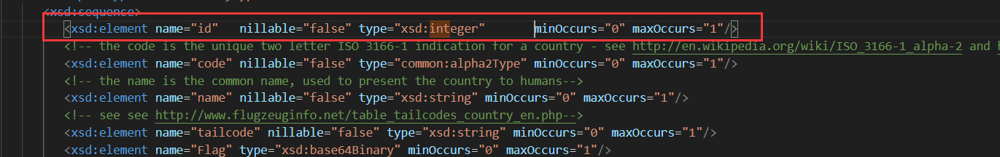 <xsd:sequence>
<xsd:element name="id"   nillable="false" type="xsd:integer"       minOccurs="0" maxOccurs="1"/>
<!-- the code is the unique two letter ISO 3166-1 indication for a country - see http://en.wikipedia.org/wiki/ISO_3166-1_alpha-2 and
<xsd:element name="code" nillable="false" type="common:alpha2Type" minOccurs="0" maxOccurs="1"/>
<!-- the name is the common name, used to present the country to humans-->
<xsd:element name="name" nillable="false" type="xsd:string" minOccurs="0" maxOccurs="1"/>
<!-- see see http://www.flugzeuginfo.net/table_tailcodes_country_en.php-->
<xsd:element name="tailcode" nillable="false" type="xsd:string" minOccurs="0" maxOccurs="1"/>
<xsd:element name="Flag" type="xsd:base64Binary" minOccurs="0" maxOccurs="1"/>